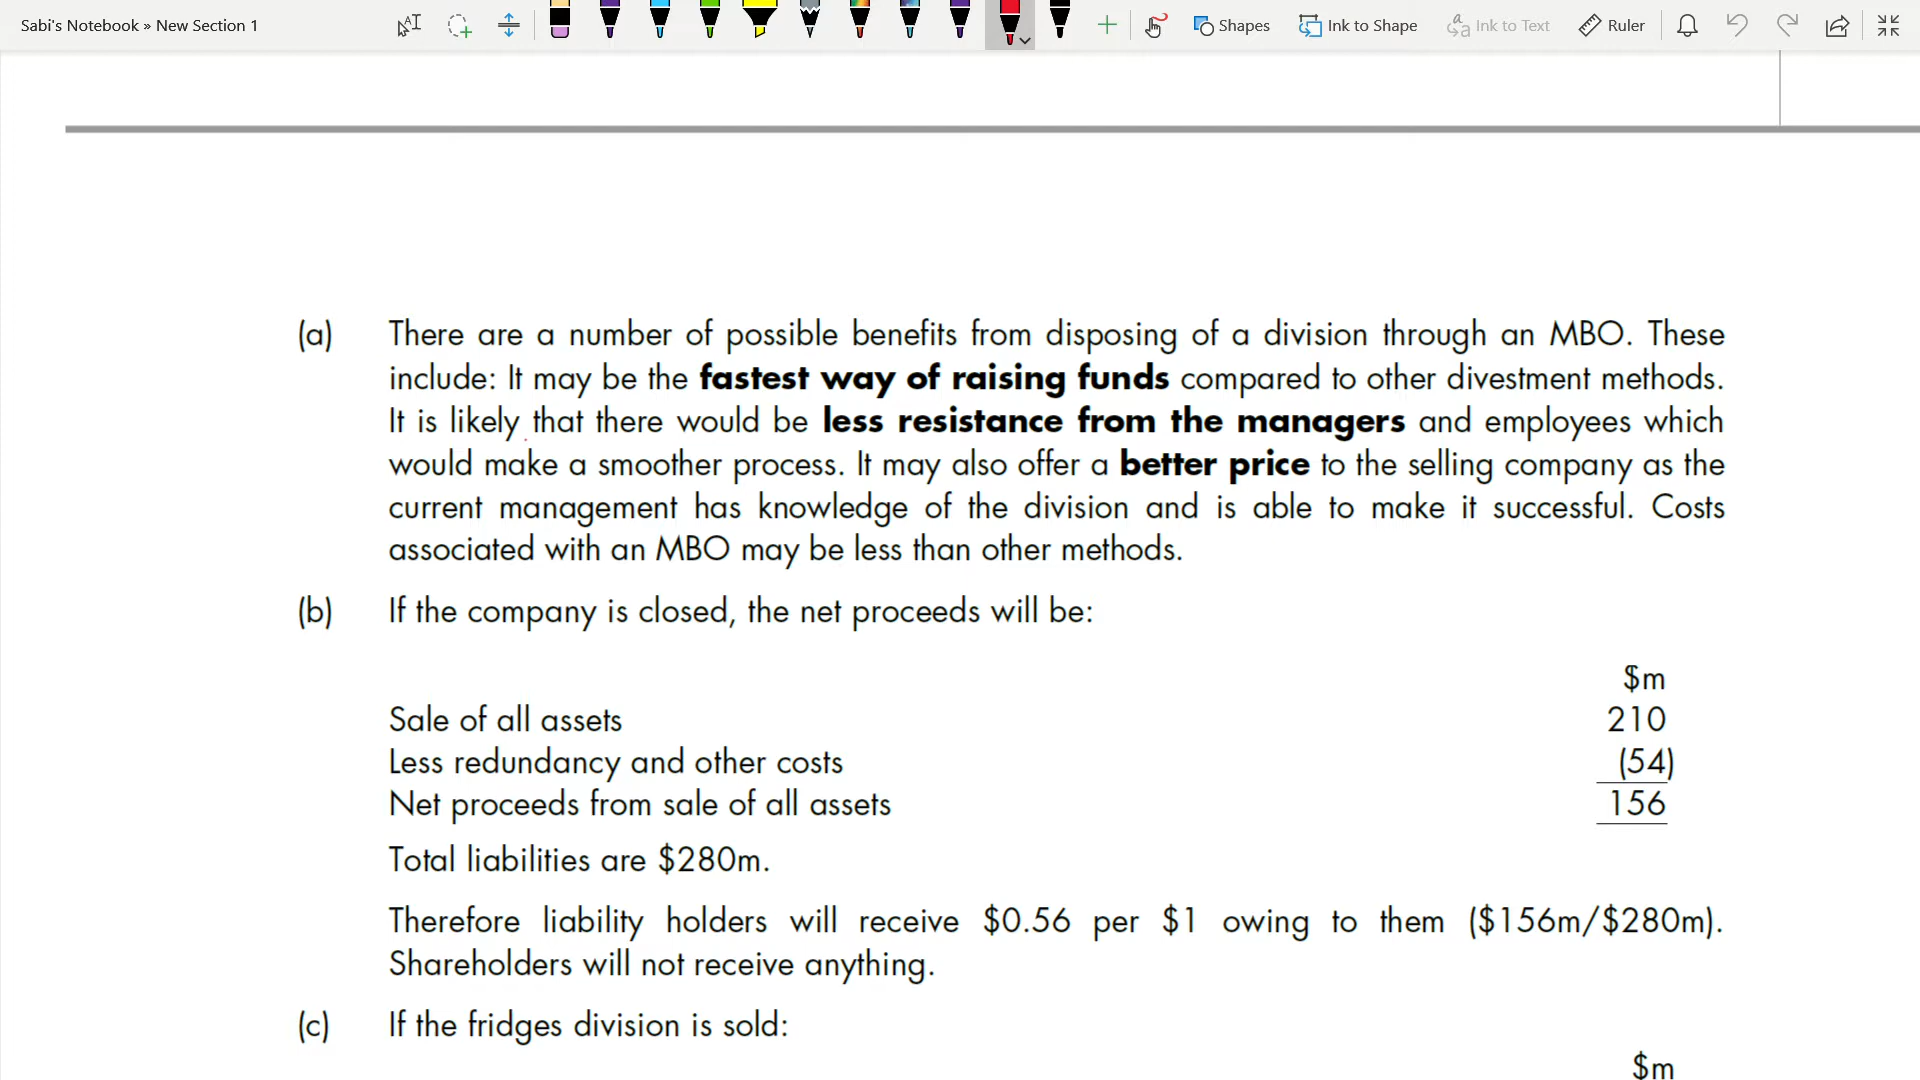 Sabi's Notebook » New Section 1
Shapes
Ink to Shape
Ink to Text
Ruler
(a) There are a number of possible benefits from disposing of a division through an MBO. These
include: It may be the fastest way of raising funds compared to other divestment methods.
It is likely that there would be less resistance from the managers and employees which
would make a smoother process. It may also offer a better price to the selling company as the
current management has knowledge of the division and is able to make it successful. Costs
associated with an MBO may be less than other methods.
(b) If the company is closed, the net proceeds will be:
$m
Sale of all assets 210
Less redundancy and other costs (54)
Net proceeds from sale of all assets 156
Total liabilities are $280m.
Therefore liability holders will receive $0.56 per $1 owing to them ($156m/$280m).
Shareholders will not receive anything.
(c) If the fridges division is sold:
$m